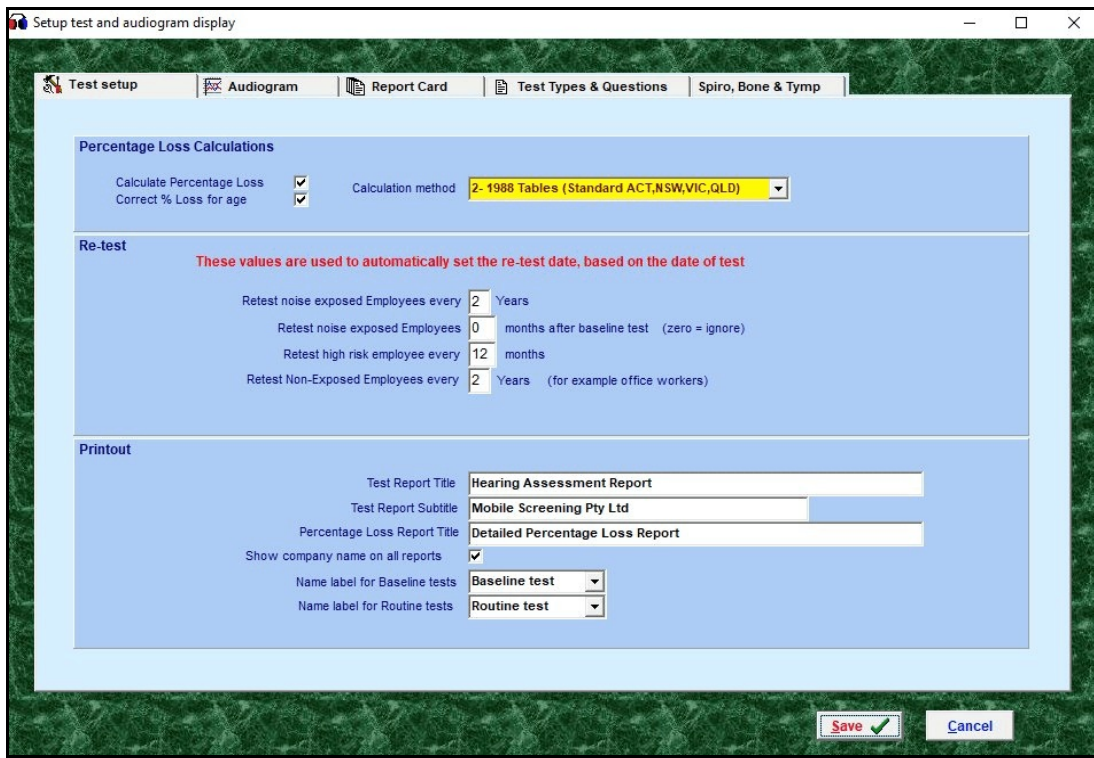 Setup test and audiogram display
Test setup
Audiogram
Report Card
Test Types & Questions
Spiro, Bone & Tymp
Percentage Loss Calculations
Calculate Percentage Loss
Correct % Loss for age
Calculation method 2- 1988 Tables (Standard ACT,NSW,VIC,QLD)
Re-test
These values are used to automatically set the re-test date, based on the date of test
Retest noise exposed Employees every 2 Years
Retest noise exposed Employees 0 months after baseline test (zero = ignore)
Retest high risk employee every 12 months
Retest Non-Exposed Employees every 2 Years (for example office workers)
Printout
Test Report Title Hearing Assessment Report
Test Report Subtitle Mobile Screening Pty Ltd
Percentage Loss Report Title Detailed Percentage Loss Report
Show company name on all reports
Name label for Baseline tests Baseline test
Name label for Routine tests Routine test
Save
Cancel